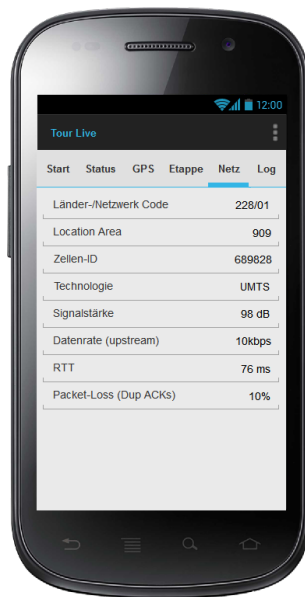 12:00
Tour Live
Start Status GPS Etappe Netz Log
Länder-/Netzwerk Code 228/01
Location Area 909
Zellen-ID 689828
Technologie UMTS
Signalstärke 98 dB
Datenrate (upstream) 10kbps
RTT 76 ms
Packet-Loss (Dup ACKs) 10%